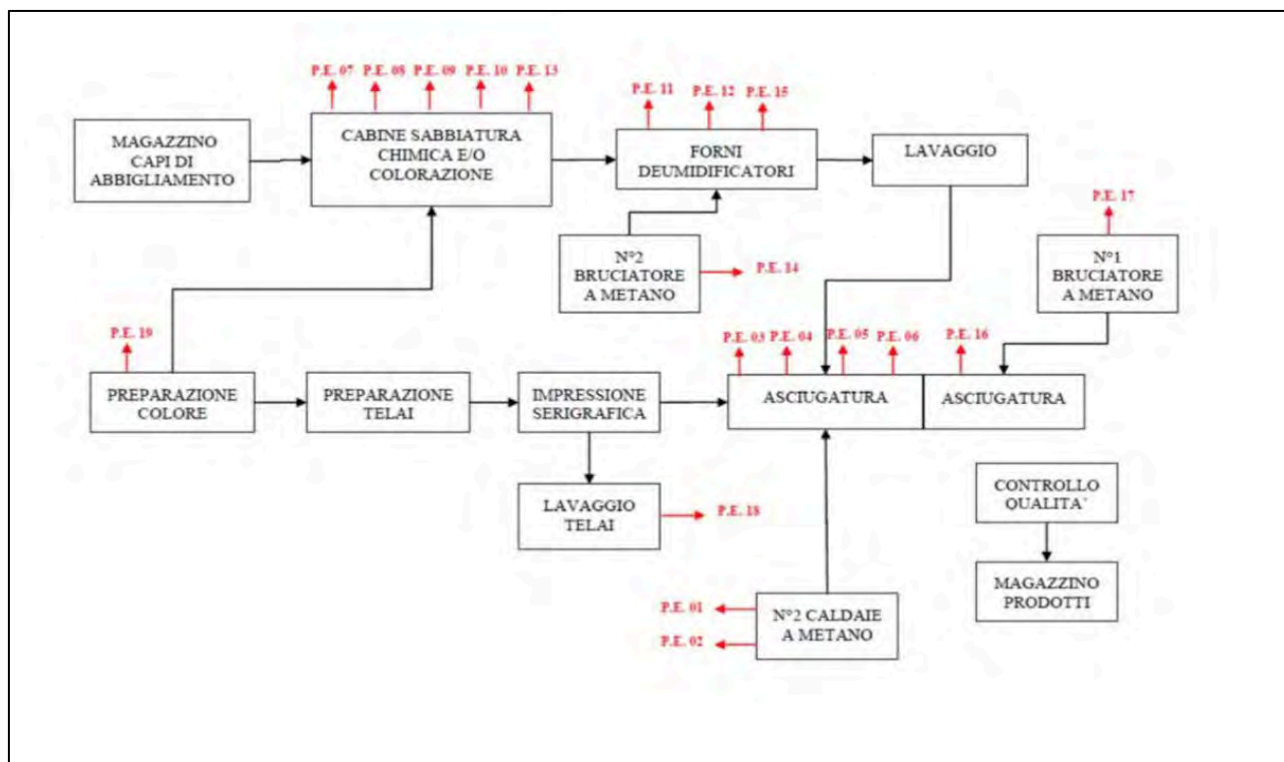 P.E. 07 P.E. 08 P.E. 09 P.E. 10 P.E. 13
P.E. 11 P.E. 12 P.E. 15
MAGAZZINO
CAPI DI
ABBIGLIAMENTO
CABINE SABBIATURA
CHIMICA E/O
COLORAZIONE
FORNI
DEUMIDIFICATORI
LAVAGGIO
P.E. 17
N°2
BRUCIATORE
A METANO
P.E. 14
N°1
BRUCIATORE
A METANO
P.E. 19
P.E. 03 P.E. 04 P.E. 05 P.E. 06 P.E. 16
PREPARAZIONE
COLORE
PREPARAZIONE
TELAI
IMPRESSIONE
SERIGRAFICA
ASCIUGATURA
ASCIUGATURA
LAVAGGIO
TELAI
P.E. 18
CONTROLLO
QUALITA`
MAGAZZINO
PRODOTTI
P.E. 01
P.E. 02
N°2 CALDAIE
A METANO